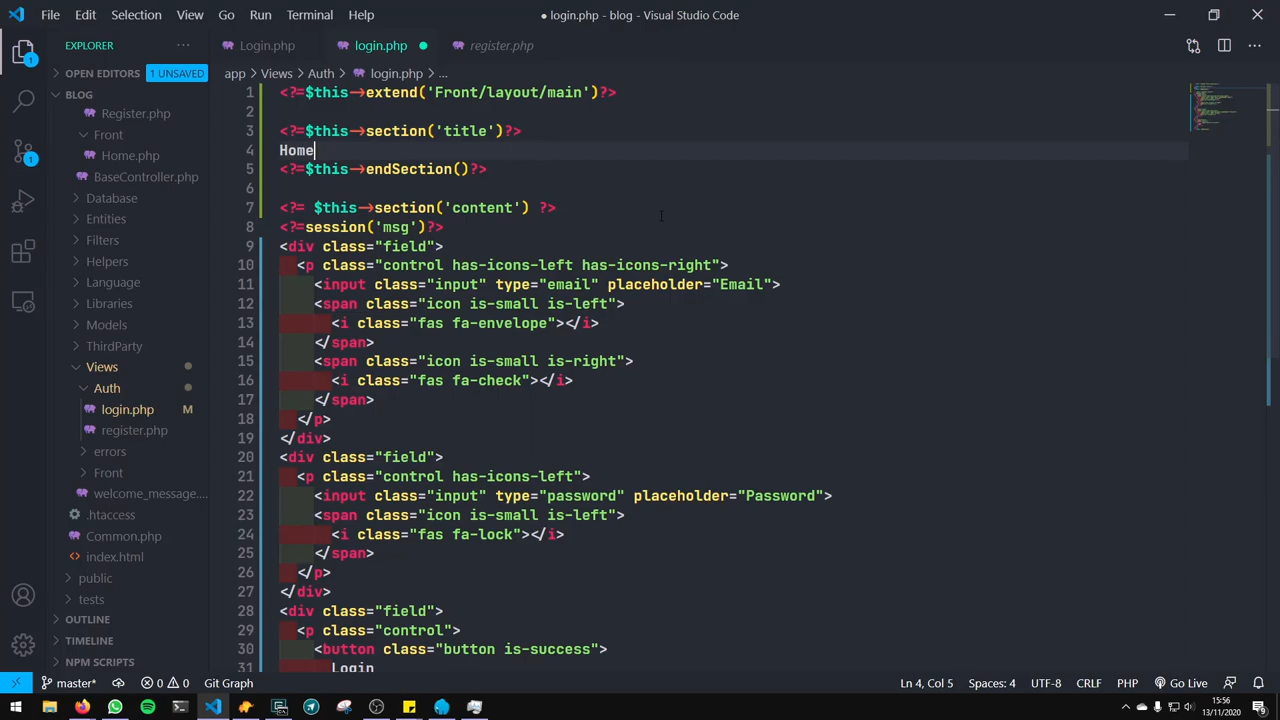 File Edit Selection View Go Run Terminal Help
● login.php - blog - Visual Studio Code
EXPLORER ...
Login.php login.php ● register.php
OPEN EDITORS 1 UNSAVED
app > Views > Auth > login.php > ...
BLOG
Register.php
Front
Home.php
BaseController.php
Database
Entities
Filters
Helpers
Language
Libraries
Models
ThirdParty
Views
Auth
login.php M
register.php
errors
Front
welcome_message....
.htaccess
Common.php
index.html
public
tests
OUTLINE
TIMELINE
NPM SCRIPTS
1 <?=$this->extend('Front/layout/main')?>
2
3 <?=$this->section('title')?>
4 Home
5 <?=$this->endSection()?>
6
7 <?= $this->section('content') ?>
8 <?=session('msg')?>
9 <div class="field">
10 <p class="control has-icons-left has-icons-right">
11 <input class="input" type="email" placeholder="Email">
12 <span class="icon is-small is-left">
13 <i class="fas fa-envelope"></i>
14 </span>
15 <span class="icon is-small is-right">
16 <i class="fas fa-check"></i>
17 </span>
18 </p>
19 </div>
20 <div class="field">
21 <p class="control has-icons-left">
22 <input class="input" type="password" placeholder="Password">
23 <span class="icon is-small is-left">
24 <i class="fas fa-lock"></i>
25 </span>
26 </p>
27 </div>
28 <div class="field">
29 <p class="control">
30 <button class="button is-success">
31 Login
1
1
master* 0 0 Git Graph
Ln 4, Col 5 Spaces: 4 UTF-8 CRLF PHP Go Live
15:56
13/11/2020